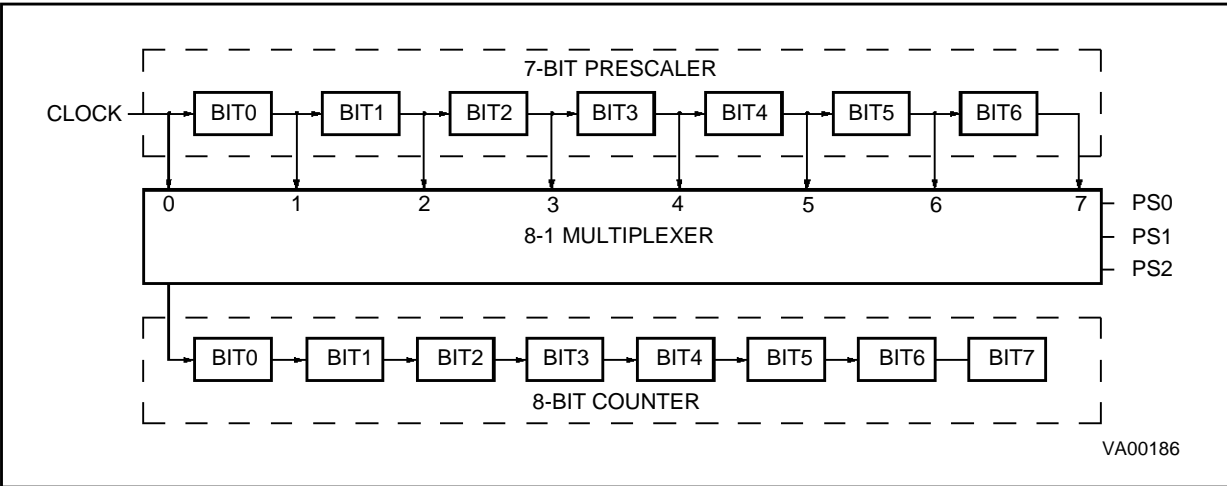 7-BIT PRESCALER
CLOCK BIT0 BIT1 BIT2 BIT3 BIT4 BIT5 BIT6
0 1 2 3 4 5 6 7 PS0
8-1 MULTIPLEXER PS1
PS2
BIT0 BIT1 BIT2 BIT3 BIT4 BIT5 BIT6 BIT7
8-BIT COUNTER
VA00186